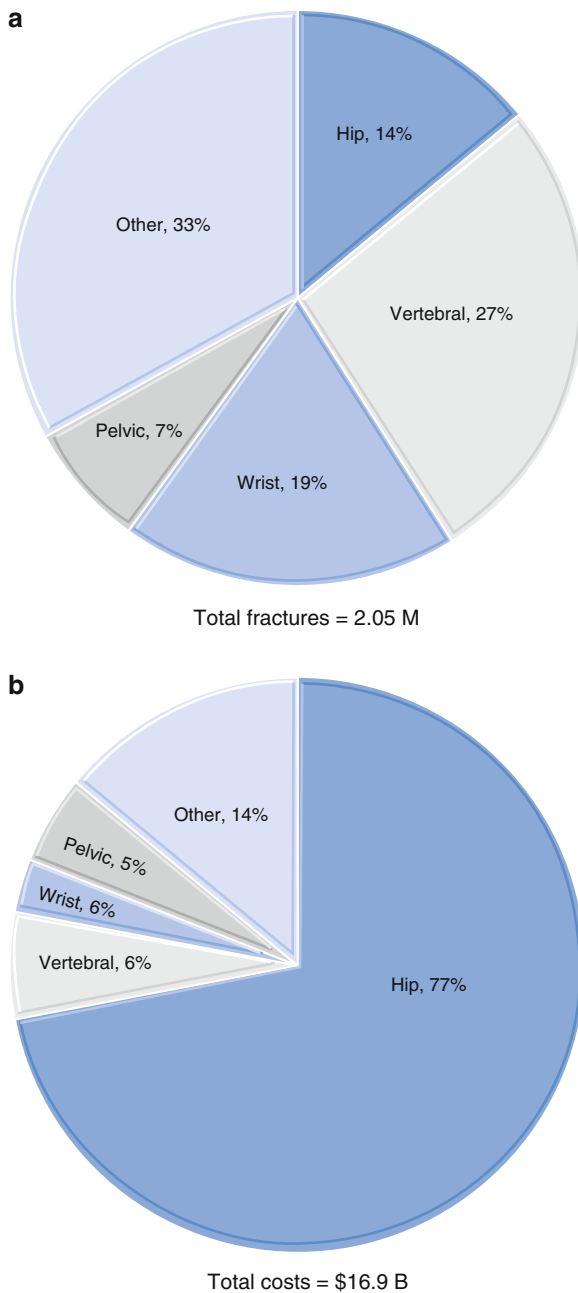 a
Hip, 14%
Other, 33%
Vertebral, 27%
Pelvic, 7%
Wrist, 19%
Total fractures = 2.05 M
b
Other, 14%
Pelvic, 5%
Wrist, 6%
Vertebral, 6%
Hip, 77%
Total costs = $16.9 B